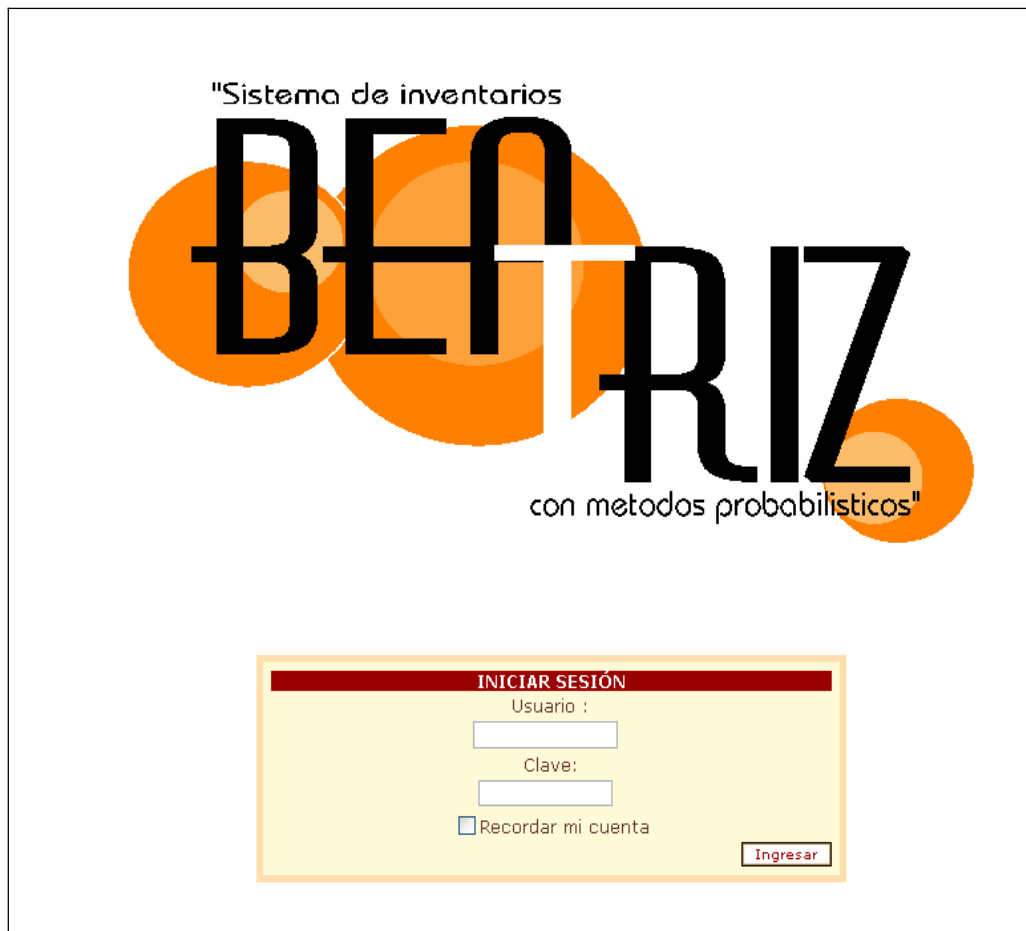 "Sistema de inventarios
BEATRIZ
con metodos probabilisticos"
INICIAR SESIÓN
Usuario :
Clave:
Recordar mi cuenta
Ingresar